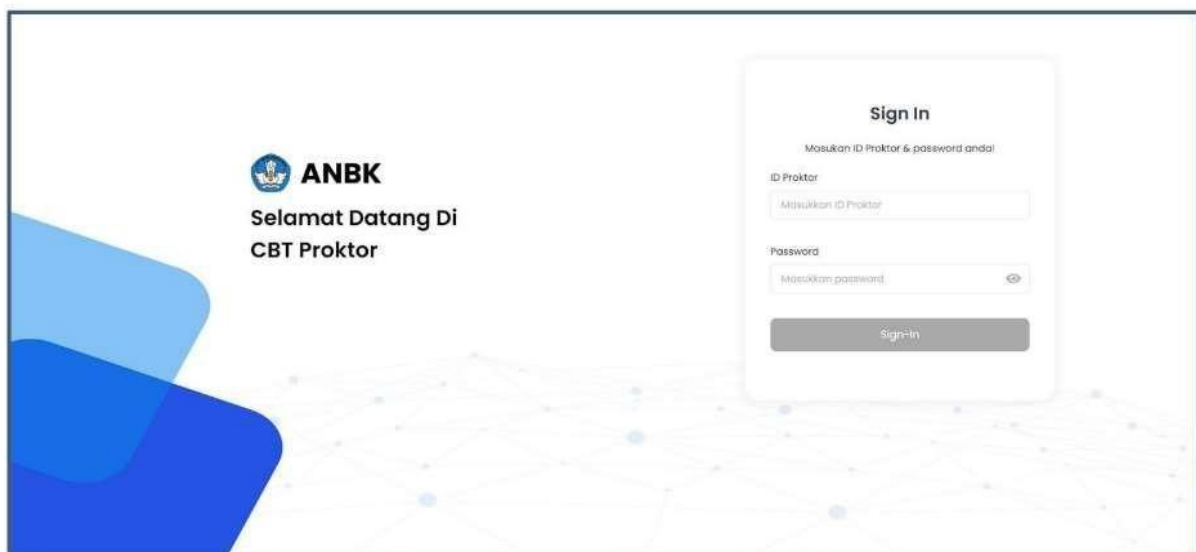 ANBK
Selamat Datang Di
CBT Proktor
Sign In
Masukan ID Proktor & password anda!
ID Proktor
Masukkan ID Proktor
Password
Masukkan password
Sign-In